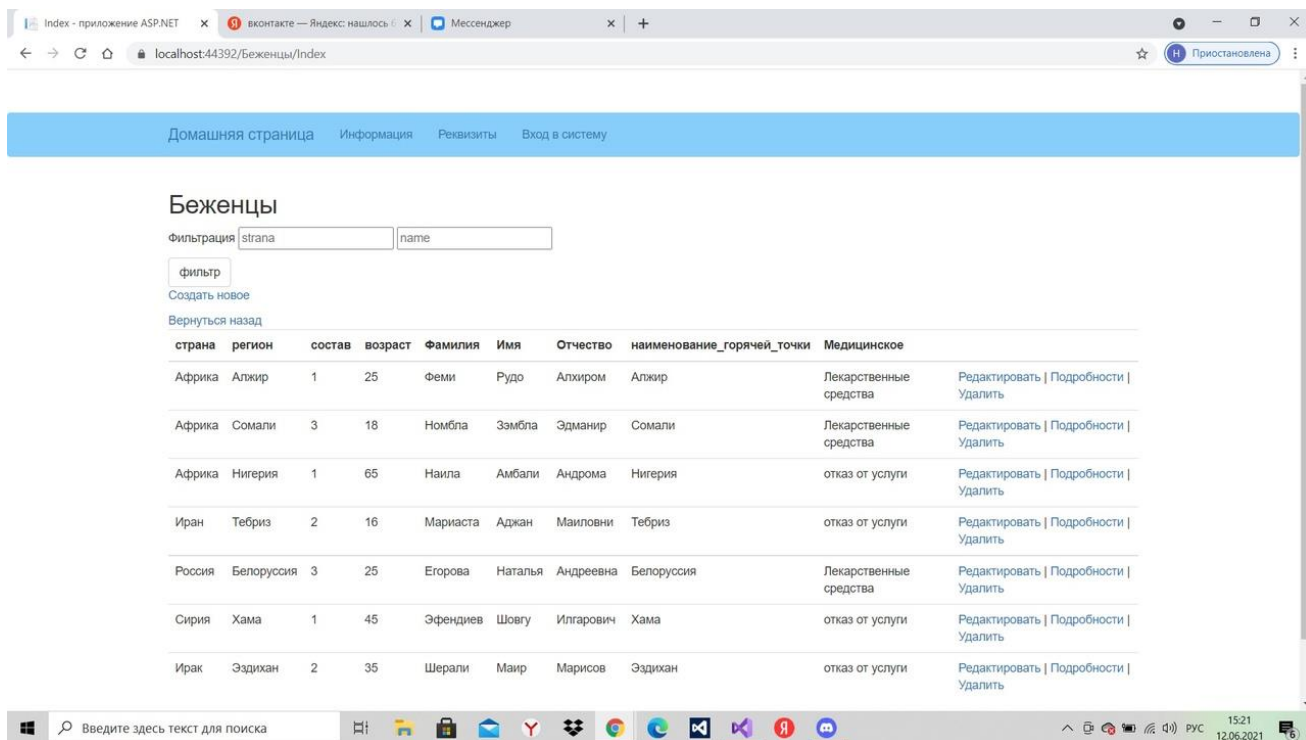 Index - приложение ASP.NET
вконтакте — Яндекс: нашлось
Мессенджер
localhost:44392/Беженцы/Index
Н Приостановлена
Домашняя страница Информация Реквизиты Вход в систему
Беженцы
Фильтрация strana name
фильтр
Создать новое
Вернуться назад
страна регион состав возраст Фамилия Имя Отчество наименование_горячей_точки Медицинское
Африка Алжир 1 25 Феми Рудо Алхиром Алжир Лекарственные средства Редактировать | Подробности | Удалить
Африка Сомали 3 18 Номбла Зэмбла Эдманир Сомали Лекарственные средства Редактировать | Подробности | Удалить
Африка Нигерия 1 65 Наила Амбали Андрома Нигерия отказ от услуги Редактировать | Подробности | Удалить
Иран Тебриз 2 16 Мариаста Аджан Маиловни Тебриз отказ от услуги Редактировать | Подробности | Удалить
Россия Белоруссия 3 25 Егорова Наталья Андреевна Белоруссия Лекарственные средства Редактировать | Подробности | Удалить
Сирия Хама 1 45 Эфендиев Шовгу Илгарович Хама отказ от услуги Редактировать | Подробности | Удалить
Ирак Эздихан 2 35 Шерали Маир Марисов Эздихан отказ от услуги Редактировать | Подробности | Удалить
Введите здесь текст для поиска
РУС
15:21
12.06.2021
6